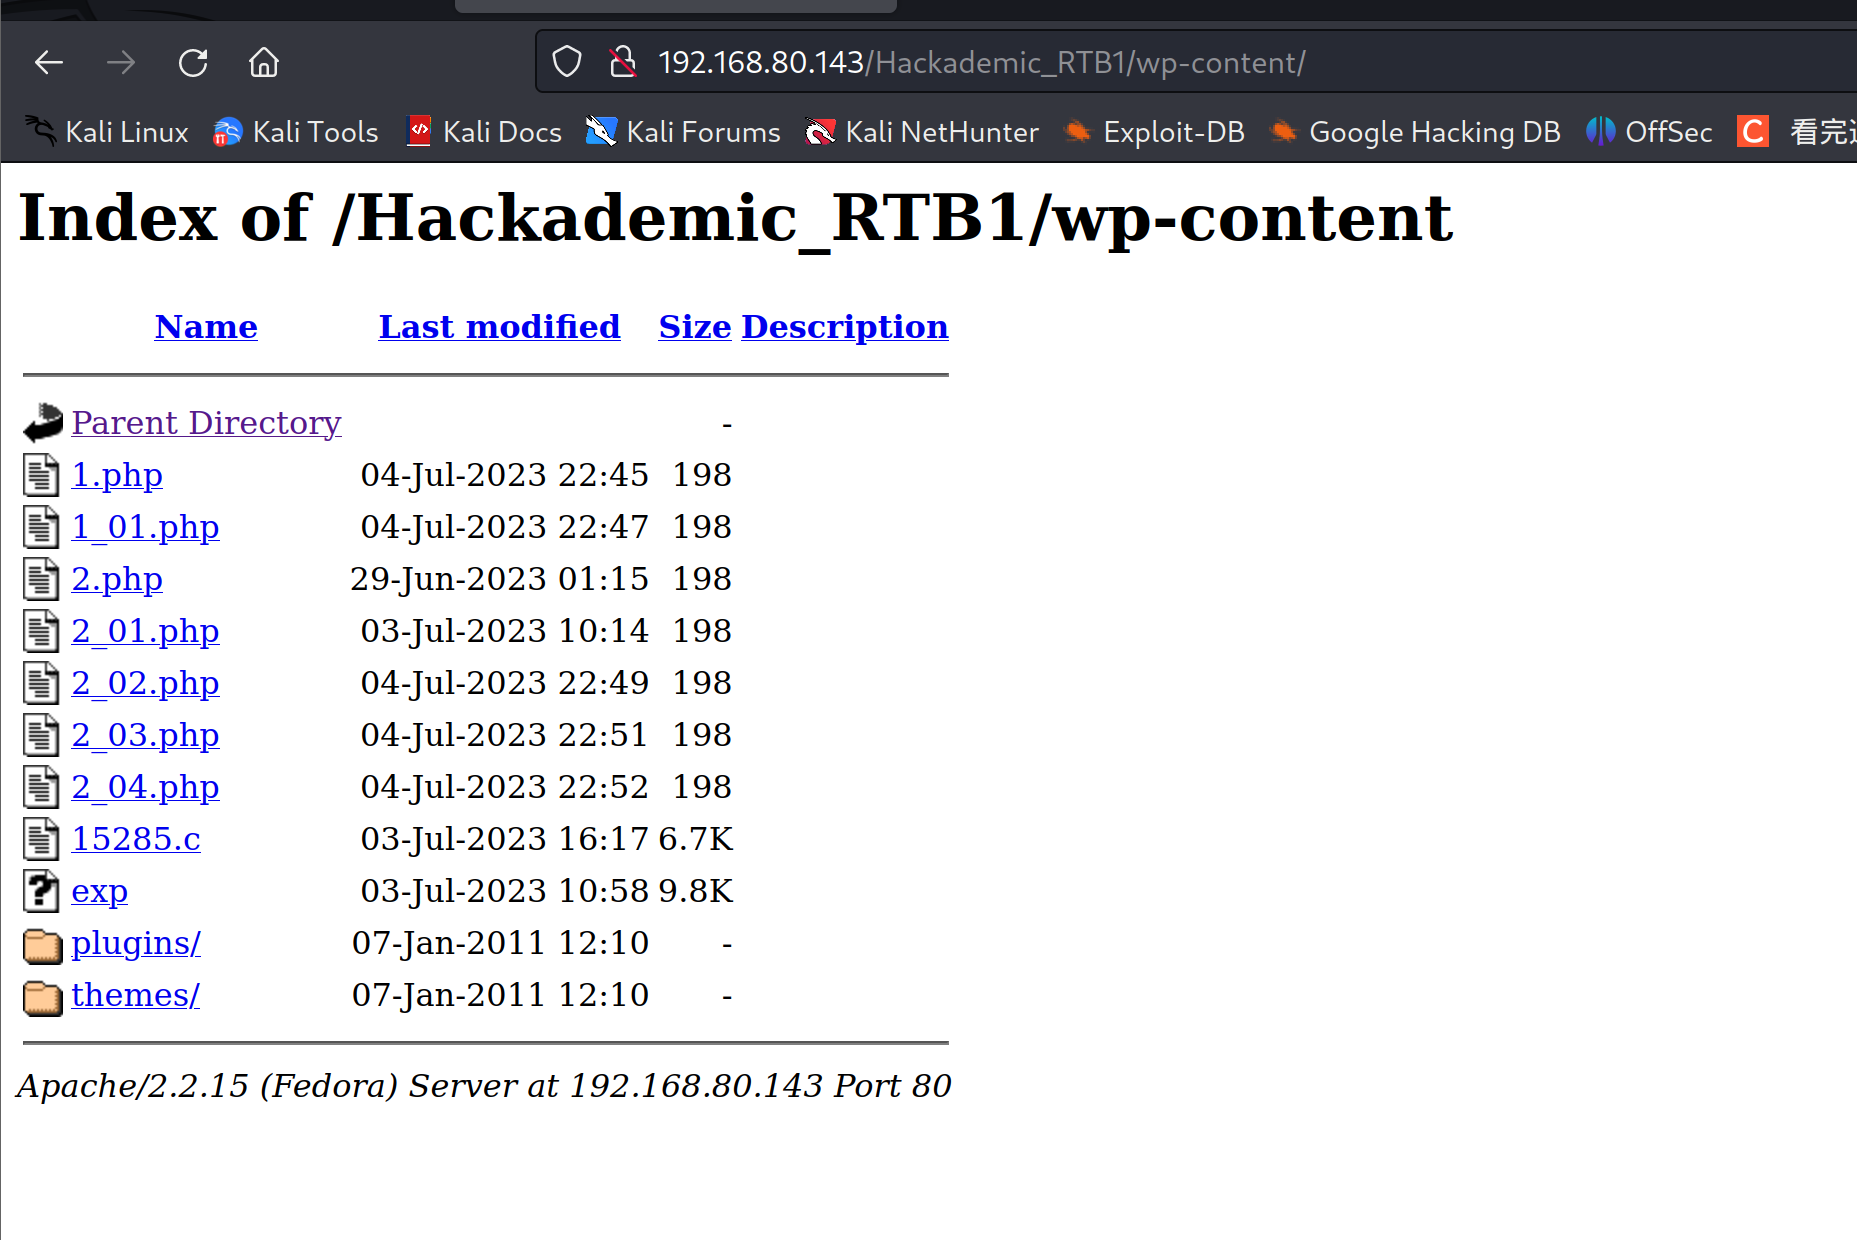 192.168.80.143/Hackademic_RTB1/wp-content/
Kali Linux Kali Tools Kali Docs Kali Forums Kali NetHunter Exploit-DB Google Hacking DB OffSec C 看完
Index of /Hackademic_RTB1/wp-content
Name Last modified Size Description
Parent Directory -
1.php 04-Jul-2023 22:45 198
1_01.php 04-Jul-2023 22:47 198
2.php 29-Jun-2023 01:15 198
2_01.php 03-Jul-2023 10:14 198
2_02.php 04-Jul-2023 22:49 198
2_03.php 04-Jul-2023 22:51 198
2_04.php 04-Jul-2023 22:52 198
15285.c 03-Jul-2023 16:17 6.7K
exp 03-Jul-2023 10:58 9.8K
plugins/ 07-Jan-2011 12:10 -
themes/ 07-Jan-2011 12:10 -
Apache/2.2.15 (Fedora) Server at 192.168.80.143 Port 80